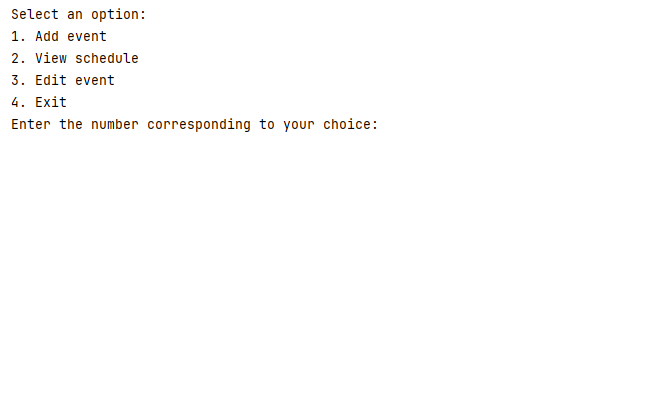 Select an option:
1. Add event
2. View schedule
3. Edit event
4. Exit
Enter the number corresponding to your choice: